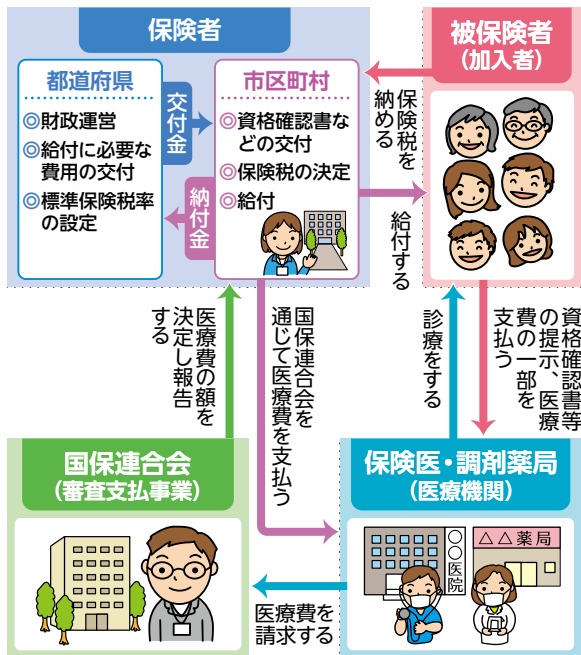 保険者
都道府県
◎財政運営
◎給付に必要な
費用の交付
◎標準保険税率
の設定
交付金
納付金
市区町村
◎資格確認書な
どの交付
◎保険税の決定
◎給付
被保険者
（加入者）
保険税を
納める
給付する
医療費の額を
決定し報告
する
国保連合会を
通じて医療費を支払う
診療をする
資格確認書等
の提示、医療
費の一部を
支払う
国保連合会
（審査支払事業）
保険医・調剤薬局
（医療機関）
〇〇医院
△△薬局
医療費を
請求する